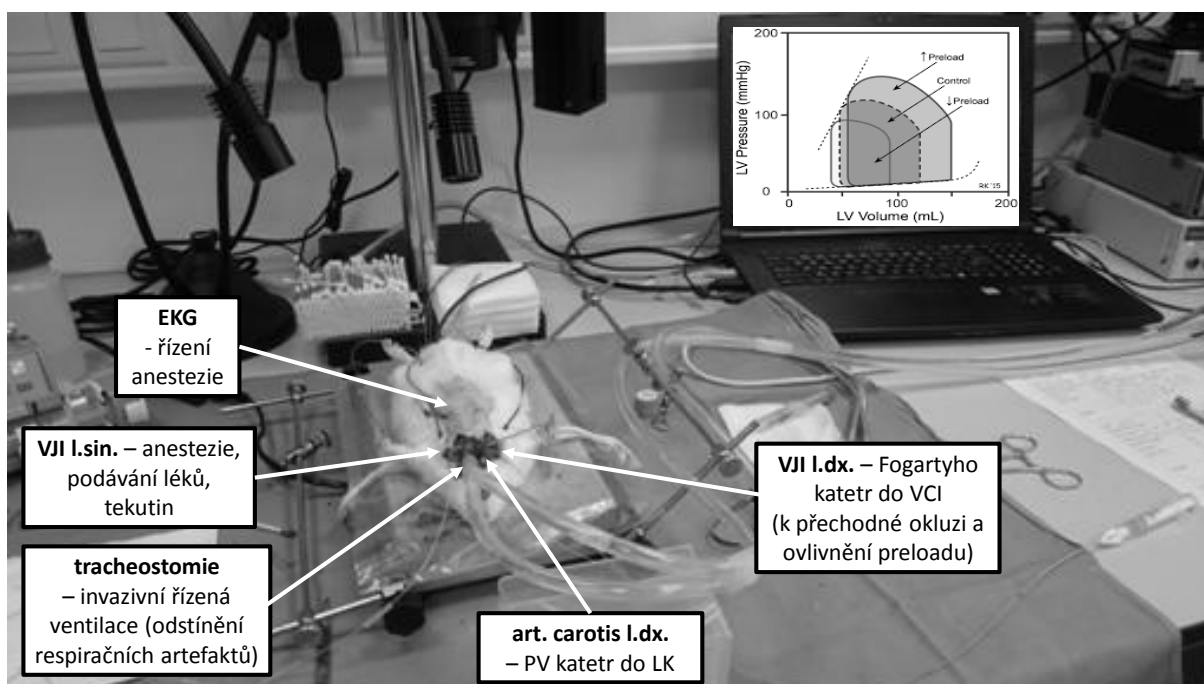 200
100
0
LV Pressure (mmHg)
↑ Preload
Control
↓Preload
RK '15
0
100
200
LV Volume (mL)
EKG
- řízení
anestezie
VJI l.sin. – anestezie,
podávání léků,
tekutin
tracheostomie
– invazivní řízená
ventilace (odstínění
respiračních artefaktů)
art. carotis l.dx.
– PV katetr do LK
VJI l.dx. – Fogartyho
katetr do VCI
(k přechodné okluzi a
ovlivnění preloadu)